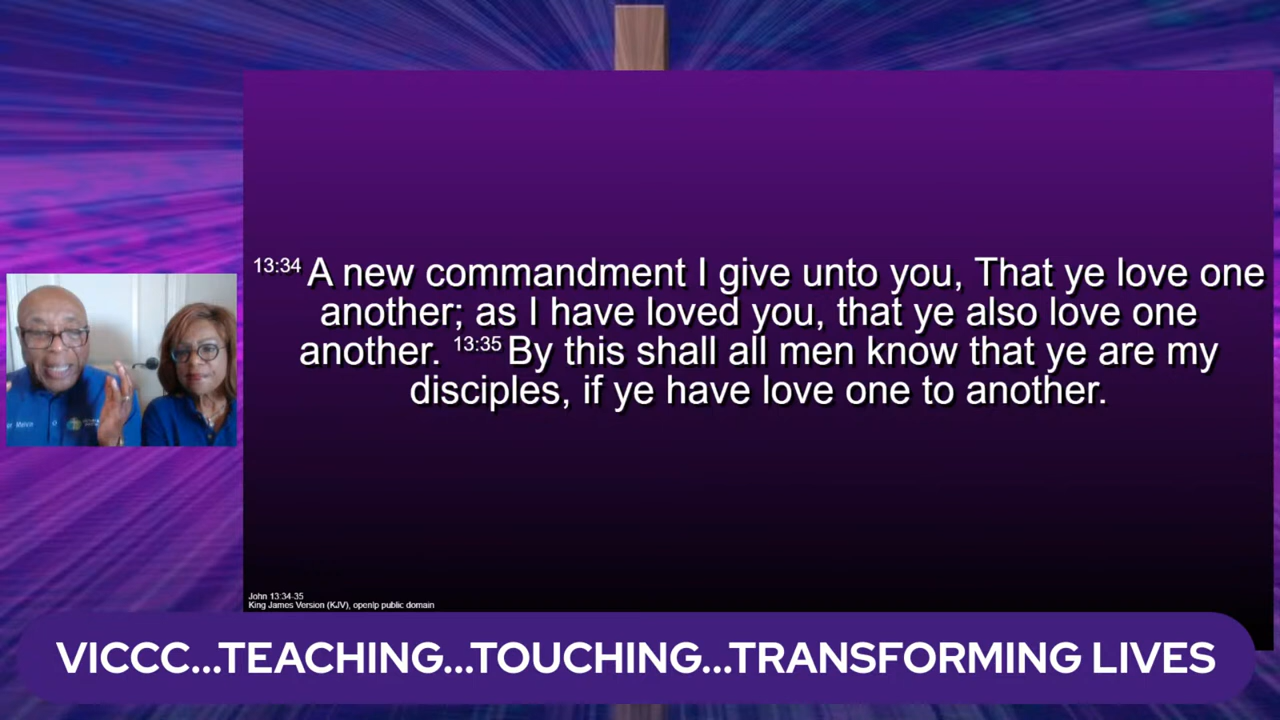 13:34 A new commandment I give unto you, That ye love one
another; as I have loved you, that ye also love one
another. 13:35 By this shall all men know that ye are my
disciples, if ye have love one to another.
John 13:34-35
King James Version (KJV), openlp public domain
VICCC...TEACHING...TOUCHING...TRANSFORMING LIVES